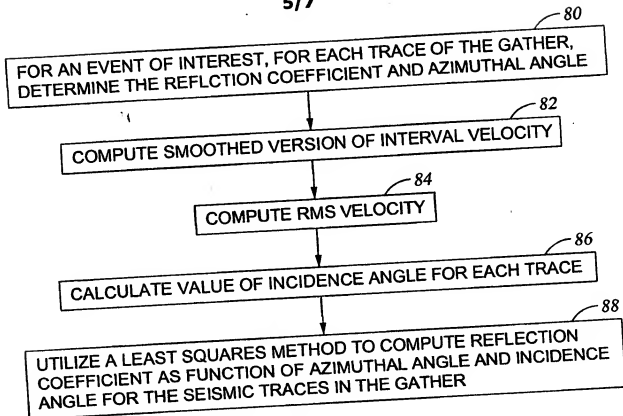 5/7
80
FOR AN EVENT OF INTEREST, FOR EACH TRACE OF THE GATHER,
DETERMINE THE REFLCTION COEFFICIENT AND AZIMUTHAL ANGLE
82
COMPUTE SMOOTHED VERSION OF INTERVAL VELOCITY
84
COMPUTE RMS VELOCITY
86
CALCULATE VALUE OF INCIDENCE ANGLE FOR EACH TRACE
88
UTILIZE A LEAST SQUARES METHOD TO COMPUTE REFLECTION
COEFFICIENT AS FUNCTION OF AZIMUTHAL ANGLE AND INCIDENCE
ANGLE FOR THE SEISMIC TRACES IN THE GATHER